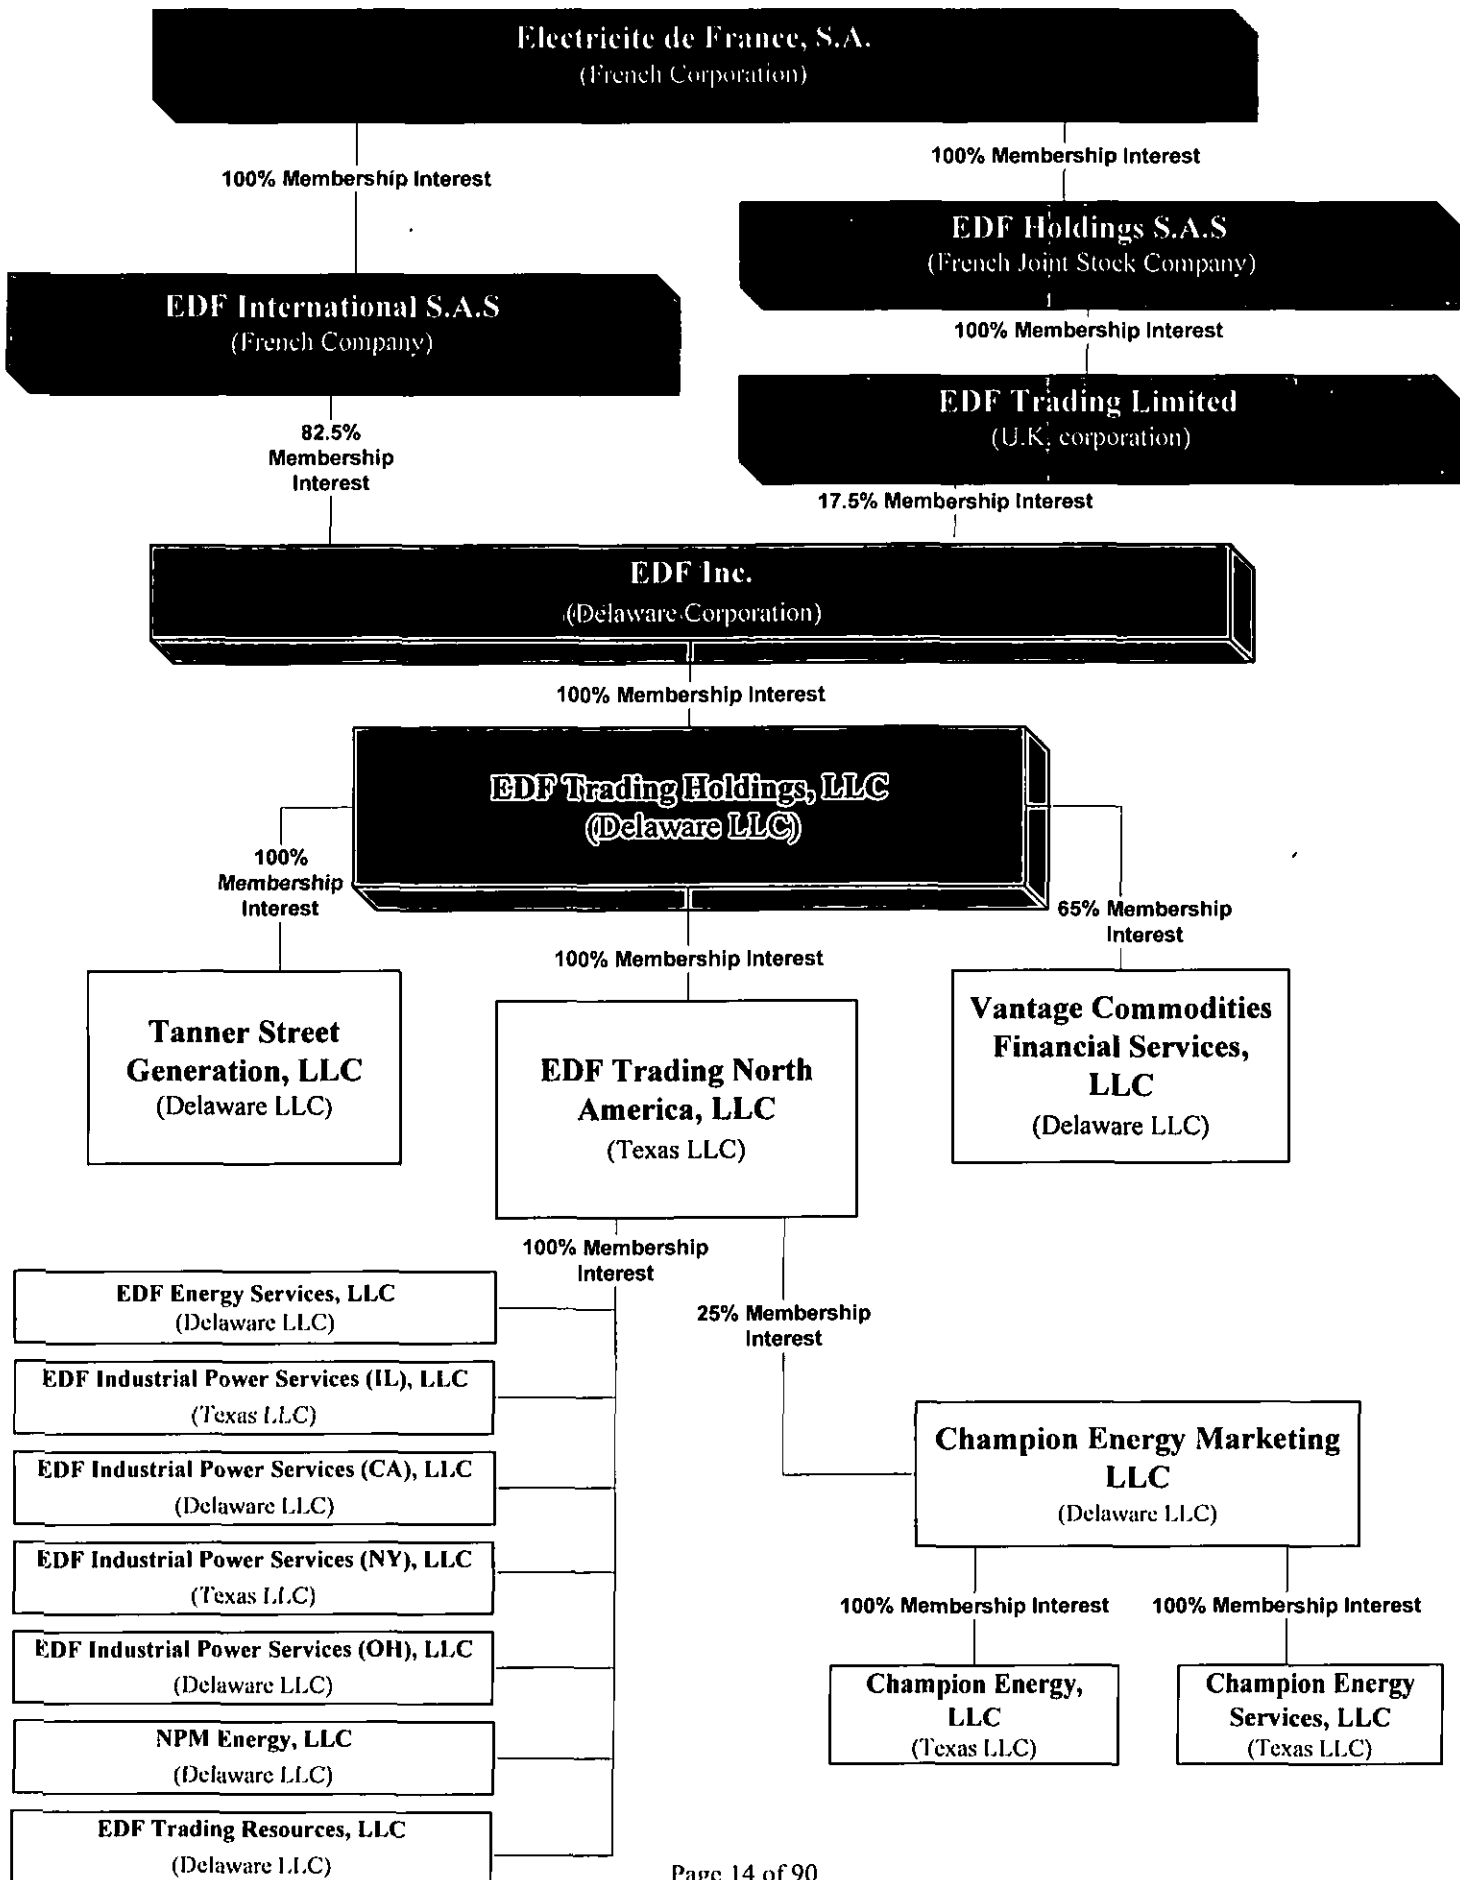 Electricite de France, S.A.
(French Corporation)
100% Membership Interest
100% Membership Interest
EDF Holdings S.A.S
(French Joint Stock Company)
EDF International S.A.S
(French Company)
100% Membership Interest
EDF Trading Limited
(U.K. corporation)
82.5%
Membership
Interest
17.5% Membership Interest
EDF Inc.
(Delaware Corporation)
100% Membership Interest
EDF Trading Holdings, LLC
(Delaware LLC)
100%
Membership
Interest
65% Membership
Interest
100% Membership Interest
Tanner Street
Generation, LLC
(Delaware LLC)
EDF Trading North
America, LLC
(Texas LLC)
Vantage Commodities
Financial Services,
LLC
(Delaware LLC)
100% Membership
Interest
25% Membership
Interest
EDF Energy Services, LLC
(Delaware LLC)
EDF Industrial Power Services (IL), LLC
(Texas LLC)
EDF Industrial Power Services (CA), LLC
(Delaware LLC)
EDF Industrial Power Services (NY), LLC
(Texas LLC)
EDF Industrial Power Services (OH), LLC
(Delaware LLC)
NPM Energy, LLC
(Delaware LLC)
EDF Trading Resources, LLC
(Delaware LLC)
Champion Energy Marketing
LLC
(Delaware LLC)
100% Membership Interest
100% Membership Interest
Champion Energy,
LLC
(Texas LLC)
Champion Energy
Services, LLC
(Texas LLC)
Page 14 of 90